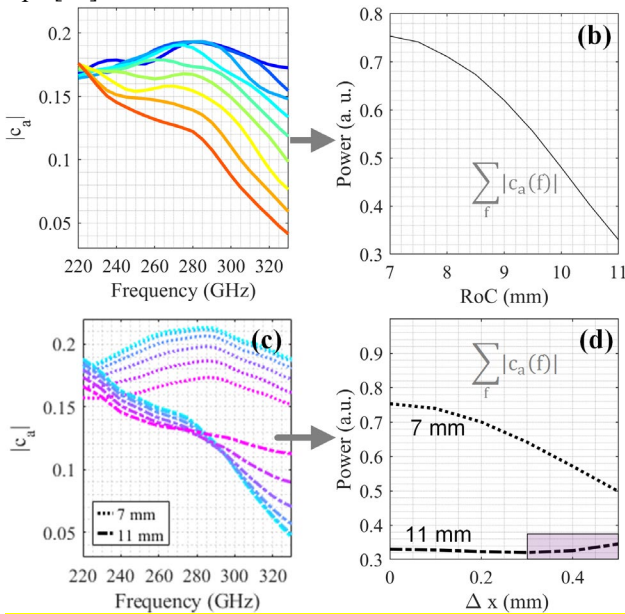 0.2
0.15
0.1
0.05
|cₐ|
220 240 260 280 300 320
Frequency (GHz)
(b)
0.8
0.7
0.6
0.5
0.4
0.3
Power (a. u.)
∑|cₐ(f)|
f
7 8 9 10 11
RoC (mm)
(c)
0.2
0.15
0.1
0.05
|cₐ|
7 mm
11 mm
220 240 260 280 300 320
Frequency (GHz)
(d)
0.9
0.8
0.7
0.6
0.5
0.4
0.3
Power (a.u.)
∑|cₐ(f)|
f
7 mm
11 mm
0 0.2 0.4
Δ x (mm)